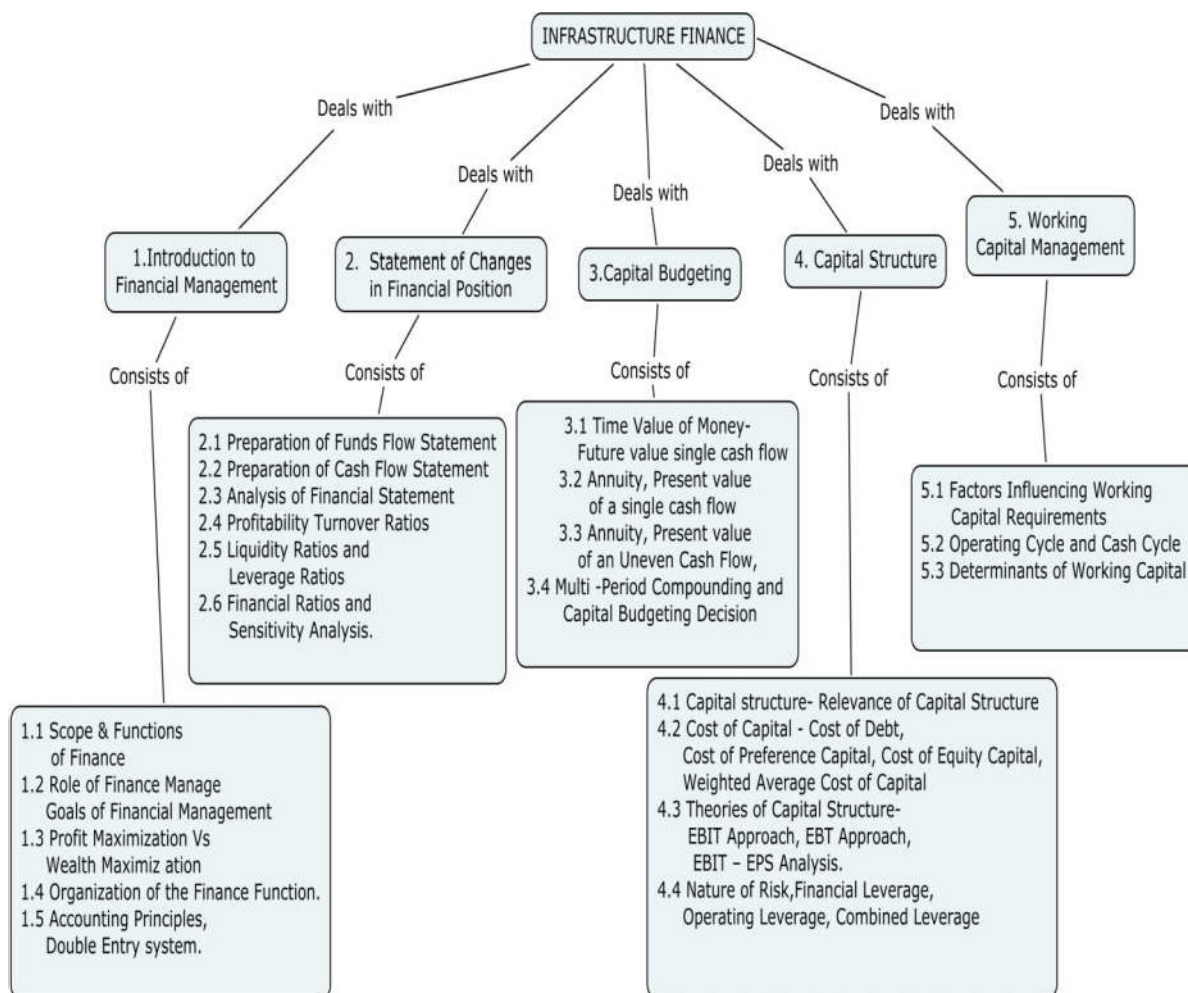 INFRASTRUCTURE FINANCE
Deals with
Deals with
Deals with
Deals with
Deals with
1.Introduction to
Financial Management
2. Statement of Changes
in Financial Position
3.Capital Budgeting
4. Capital Structure
5. Working
Capital Management
Consists of
Consists of
Consists of
Consists of
Consists of
1.1 Scope & Functions
of Finance
1.2 Role of Finance Manage
Goals of Financial Management
1.3 Profit Maximization Vs
Wealth Maximiz ation
1.4 Organization of the Finance Function.
1.5 Accounting Principles,
Double Entry system.
2.1 Preparation of Funds Flow Statement
2.2 Preparation of Cash Flow Statement
2.3 Analysis of Financial Statement
2.4 Profitability Turnover Ratios
2.5 Liquidity Ratios and
Leverage Ratios
2.6 Financial Ratios and
Sensitivity Analysis.
3.1 Time Value of Money-
Future value single cash flow
3.2 Annuity, Present value
of a single cash flow
3.3 Annuity, Present value
of an Uneven Cash Flow,
3.4 Multi -Period Compounding and
Capital Budgeting Decision
4.1 Capital structure- Relevance of Capital Structure
4.2 Cost of Capital - Cost of Debt,
Cost of Preference Capital, Cost of Equity Capital,
Weighted Average Cost of Capital
4.3 Theories of Capital Structure-
EBIT Approach, EBT Approach,
EBIT – EPS Analysis.
4.4 Nature of Risk,Financial Leverage,
Operating Leverage, Combined Leverage
5.1 Factors Influencing Working
Capital Requirements
5.2 Operating Cycle and Cash Cycle
5.3 Determinants of Working Capital